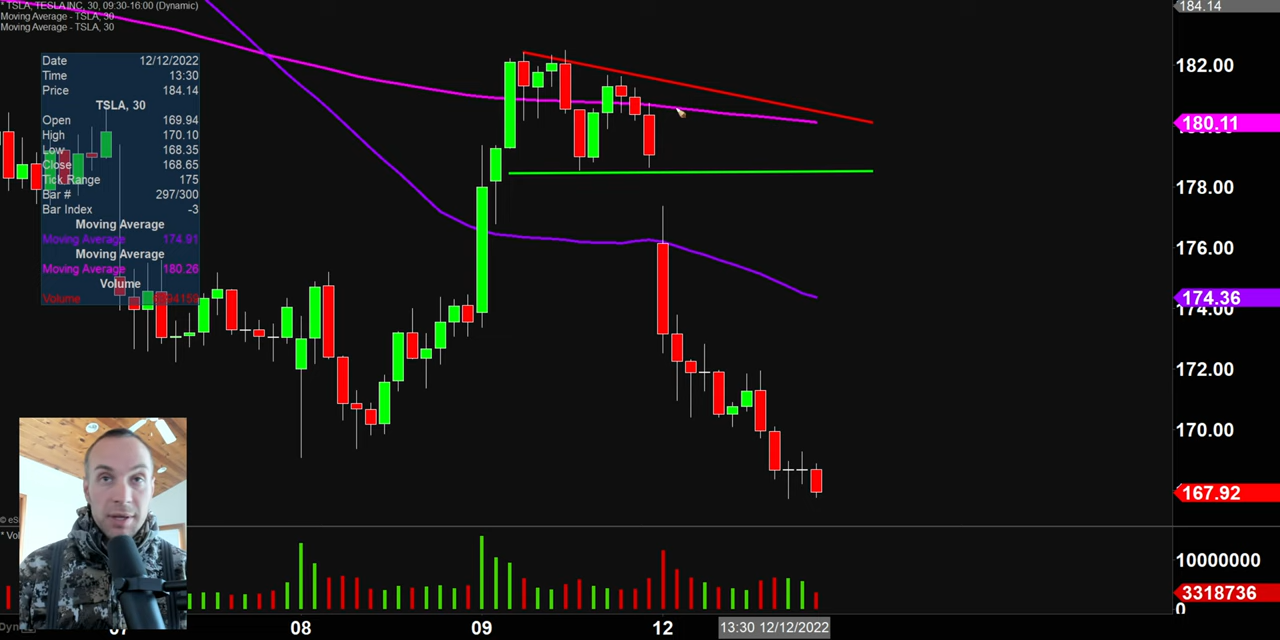 * TSLA, TESLA INC, 30, 09:30-16:00 (Dynamic)
Moving Average - TSLA, 30
Moving Average - TSLA, 30
184.14
Date 12/12/2022
Time 13:30
Price 184.14
TSLA, 30
Open 169.94
High 170.10
Low 168.35
Close 168.65
Tick Range 175
Bar # 297/300
Bar Index -3
Moving Average
Moving Average 174.91
Moving Average
Moving Average 180.26
Volume
Volume
182.00
180.11
178.00
176.00
174.36
174.00
172.00
170.00
167.92
10000000
3318736
0
08 09 12 13:30 12/12/2022